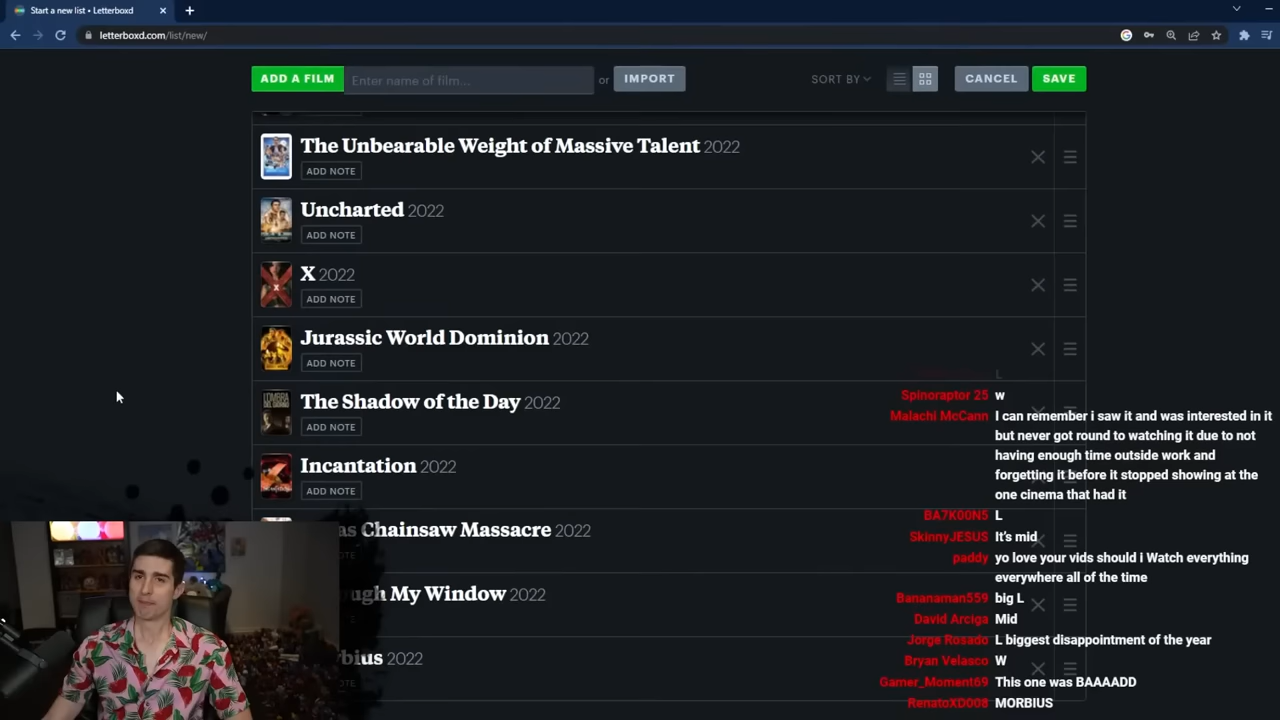 Start a new list • Letterboxd
letterboxd.com/list/new/
ADD A FILM
Enter name of film...
or
IMPORT
SORT BY
CANCEL
SAVE
The Unbearable Weight of Massive Talent 2022
ADD NOTE
Uncharted 2022
ADD NOTE
X 2022
ADD NOTE
Jurassic World Dominion 2022
ADD NOTE
The Shadow of the Day 2022
ADD NOTE
Incantation 2022
ADD NOTE
as Chainsaw Massacre 2022
ugh My Window 2022
bius 2022
L
Spinoraptor 25 w
Malachi McCann I can remember i saw it and was interested in it
but never got round to watching it due to not
having enough time outside work and
forgetting it before it stopped showing at the
one cinema that had it
BA7K00N5 L
SkinnyJESUS It's mid
paddy yo love your vids should i Watch everything
everywhere all of the time
Bananaman559 big L
David Arciga Mid
Jorge Rosado L biggest disappointment of the year
Bryan Velasco W
Gamer_Moment69 This one was BAAAADD
RenatoXD008 MORBIUS